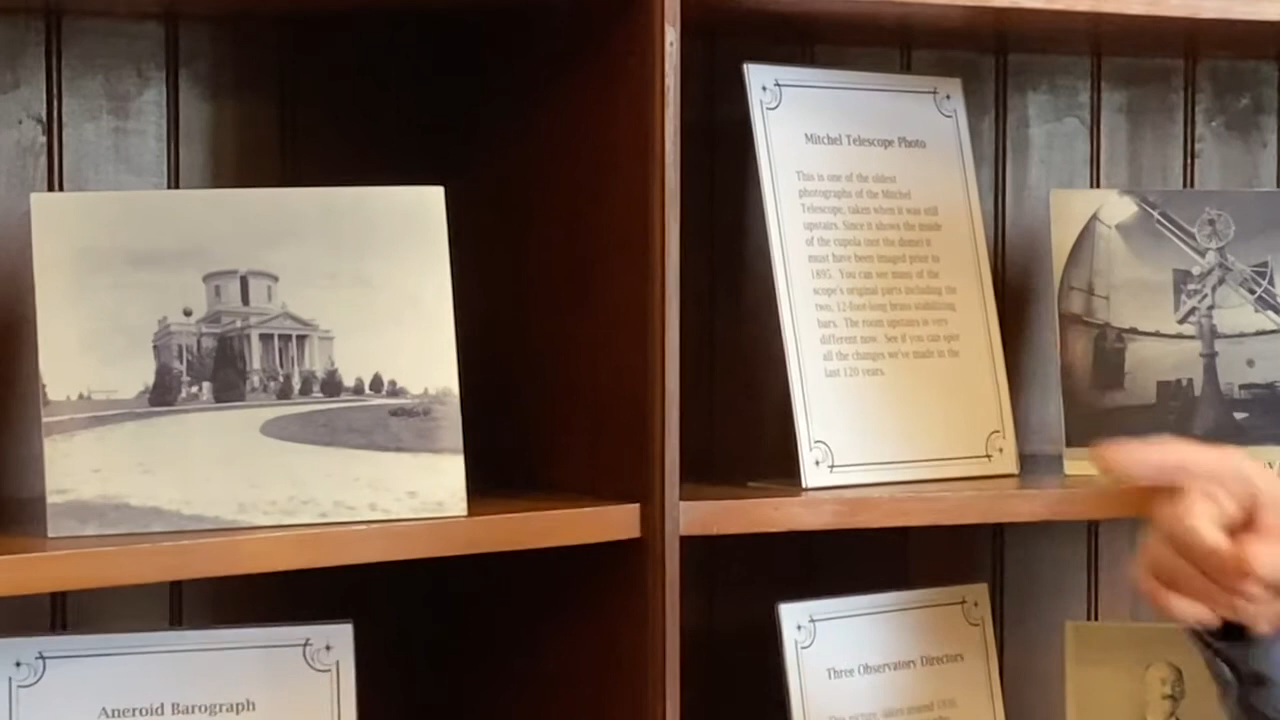 Mitchel Telescope Photo
This is one of the oldest
photographs of the Mitchel
Telescope, taken when it was still
upstairs. Since it shows the inside
of the cupola (not the dome) it
must have been imaged prior to
1895. You can see many of the
scope's original parts including the
two, 12-foot-long brass stabilizing
bars. The room upstairs is very
different now. See if you can spot
all the changes we've made in the
last 120 years.
Three Observatory Directors
This picture, taken around
Aneroid Barograph